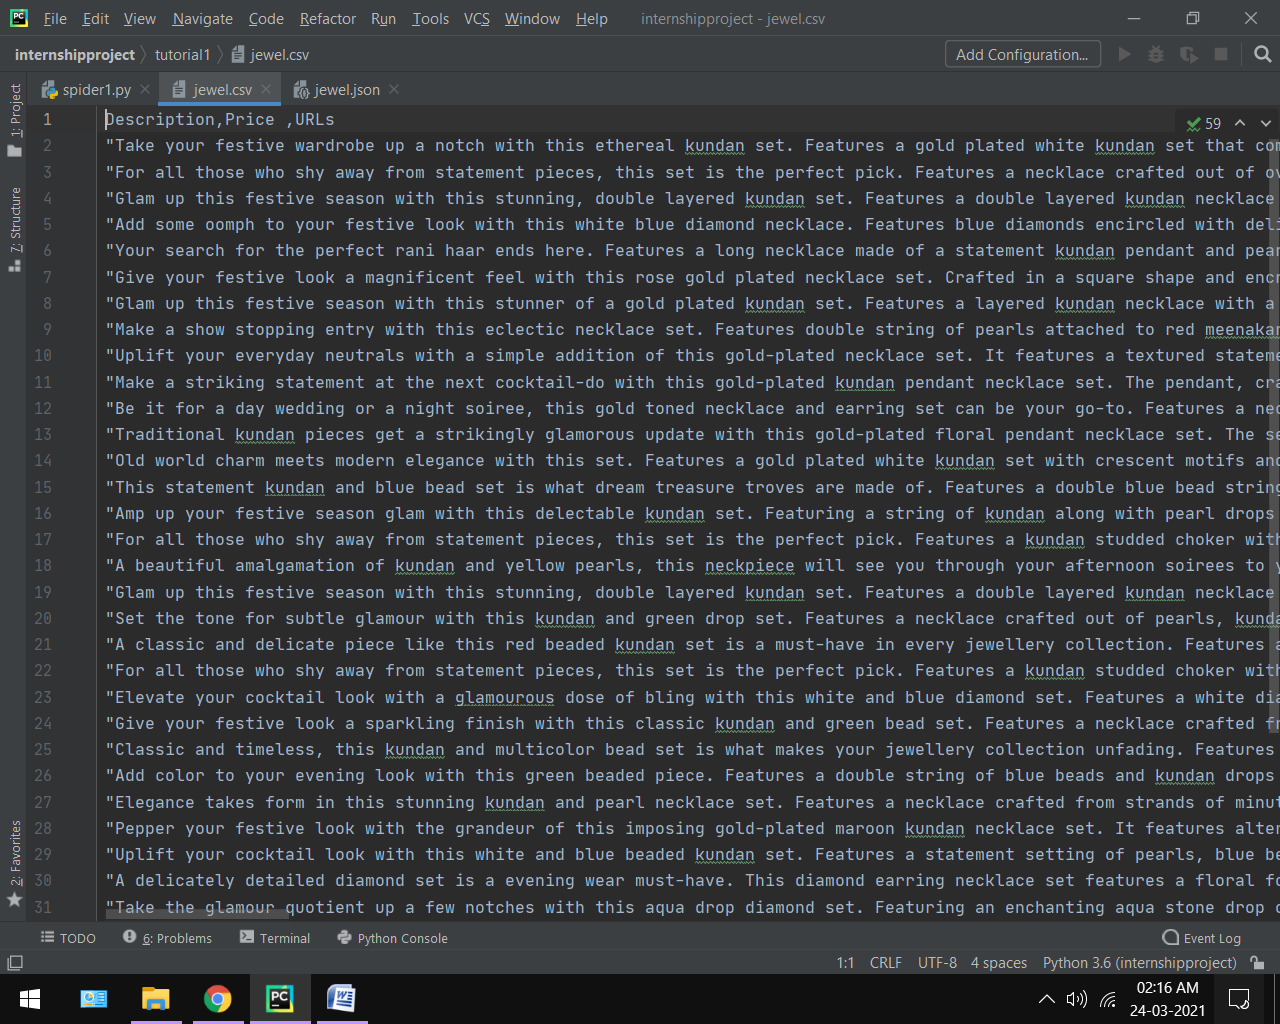 File Edit View Navigate Code Refactor Run Tools VCS Window Help internshipproject - jewel.csv
internshipproject tutorial1 jewel.csv Add Configuration...
spider1.py jewel.csv jewel.json
1: Project
7: Structure
2: Favorites
59
1 Description,Price ,URLs
2 "Take your festive wardrobe up a notch with this ethereal kundan set. Features a gold plated white kundan set that com
3 "For all those who shy away from statement pieces, this set is the perfect pick. Features a necklace crafted out of ov
4 "Glam up this festive season with this stunning, double layered kundan set. Features a double layered kundan necklace
5 "Add some oomph to your festive look with this white blue diamond necklace. Features blue diamonds encircled with deli
6 "Your search for the perfect rani haar ends here. Features a long necklace made of a statement kundan pendant and pear
7 "Give your festive look a magnificent feel with this rose gold plated necklace set. Crafted in a square shape and encr
8 "Glam up this festive season with this stunner of a gold plated kundan set. Features a layered kundan necklace with a
9 "Make a show stopping entry with this eclectic necklace set. Features double string of pearls attached to red meenakar
10 "Uplift your everyday neutrals with a simple addition of this gold-plated necklace set. It features a textured stateme
11 "Make a striking statement at the next cocktail-do with this gold-plated kundan pendant necklace set. The pendant, cra
12 "Be it for a day wedding or a night soiree, this gold toned necklace and earring set can be your go-to. Features a nec
13 "Traditional kundan pieces get a strikingly glamorous update with this gold-plated floral pendant necklace set. The se
14 "Old world charm meets modern elegance with this set. Features a gold plated white kundan set with crescent motifs and
15 "This statement kundan and blue bead set is what dream treasure troves are made of. Features a double blue bead string
16 "Amp up your festive season glam with this delectable kundan set. Featuring a string of kundan along with pearl drops
17 "For all those who shy away from statement pieces, this set is the perfect pick. Features a kundan studded choker with
18 "A beautiful amalgamation of kundan and yellow pearls, this neckpiece will see you through your afternoon soirees to y
19 "Glam up this festive season with this stunning, double layered kundan set. Features a double layered kundan necklace
20 "Set the tone for subtle glamour with this kundan and green drop set. Features a necklace crafted out of pearls, kunda
21 "A classic and delicate piece like this red beaded kundan set is a must-have in every jewellery collection. Features a
22 "For all those who shy away from statement pieces, this set is the perfect pick. Features a kundan studded choker with
23 "Elevate your cocktail look with a glamourous dose of bling with this white and blue diamond set. Features a white dia
24 "Give your festive look a sparkling finish with this classic kundan and green bead set. Features a necklace crafted fr
25 "Classic and timeless, this kundan and multicolor bead set is what makes your jewellery collection unfading. Features
26 "Add color to your evening look with this green beaded piece. Features a double string of blue beads and kundan drops
27 "Elegance takes form in this stunning kundan and pearl necklace set. Features a necklace crafted from strands of minut
28 "Pepper your festive look with the grandeur of this imposing gold-plated maroon kundan necklace set. It features alter
29 "Uplift your cocktail look with this white and blue beaded kundan set. Features a statement setting of pearls, blue be
30 "A delicately detailed diamond set is a evening wear must-have. This diamond earring necklace set features a floral fo
31 "Take the glamour quotient up a few notches with this aqua drop diamond set. Featuring an enchanting aqua stone drop d
TODO 6: Problems Terminal Python Console Event Log
1:1 CRLF UTF-8 4 spaces Python 3.6 (internshipproject)
02:16 AM
24-03-2021